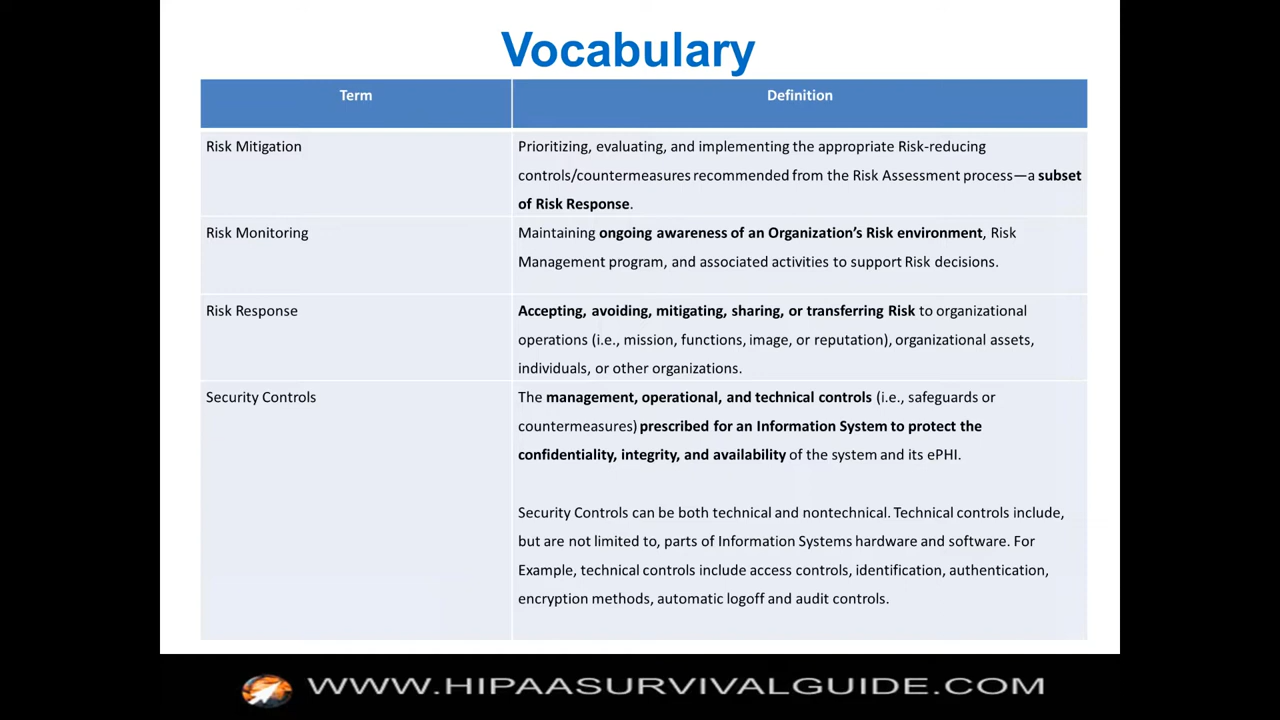 Vocabulary
Term
Definition
Risk Mitigation
Prioritizing, evaluating, and implementing the appropriate Risk-reducing
controls/countermeasures recommended from the Risk Assessment process—a subset
of Risk Response.
Risk Monitoring
Maintaining ongoing awareness of an Organization’s Risk environment, Risk
Management program, and associated activities to support Risk decisions.
Risk Response
Accepting, avoiding, mitigating, sharing, or transferring Risk to organizational
operations (i.e., mission, functions, image, or reputation), organizational assets,
individuals, or other organizations.
Security Controls
The management, operational, and technical controls (i.e., safeguards or
countermeasures) prescribed for an Information System to protect the
confidentiality, integrity, and availability of the system and its ePHI.
Security Controls can be both technical and nontechnical. Technical controls include,
but are not limited to, parts of Information Systems hardware and software. For
Example, technical controls include access controls, identification, authentication,
encryption methods, automatic logoff and audit controls.
WWW.HIPAASURVIVALGUIDE.COM